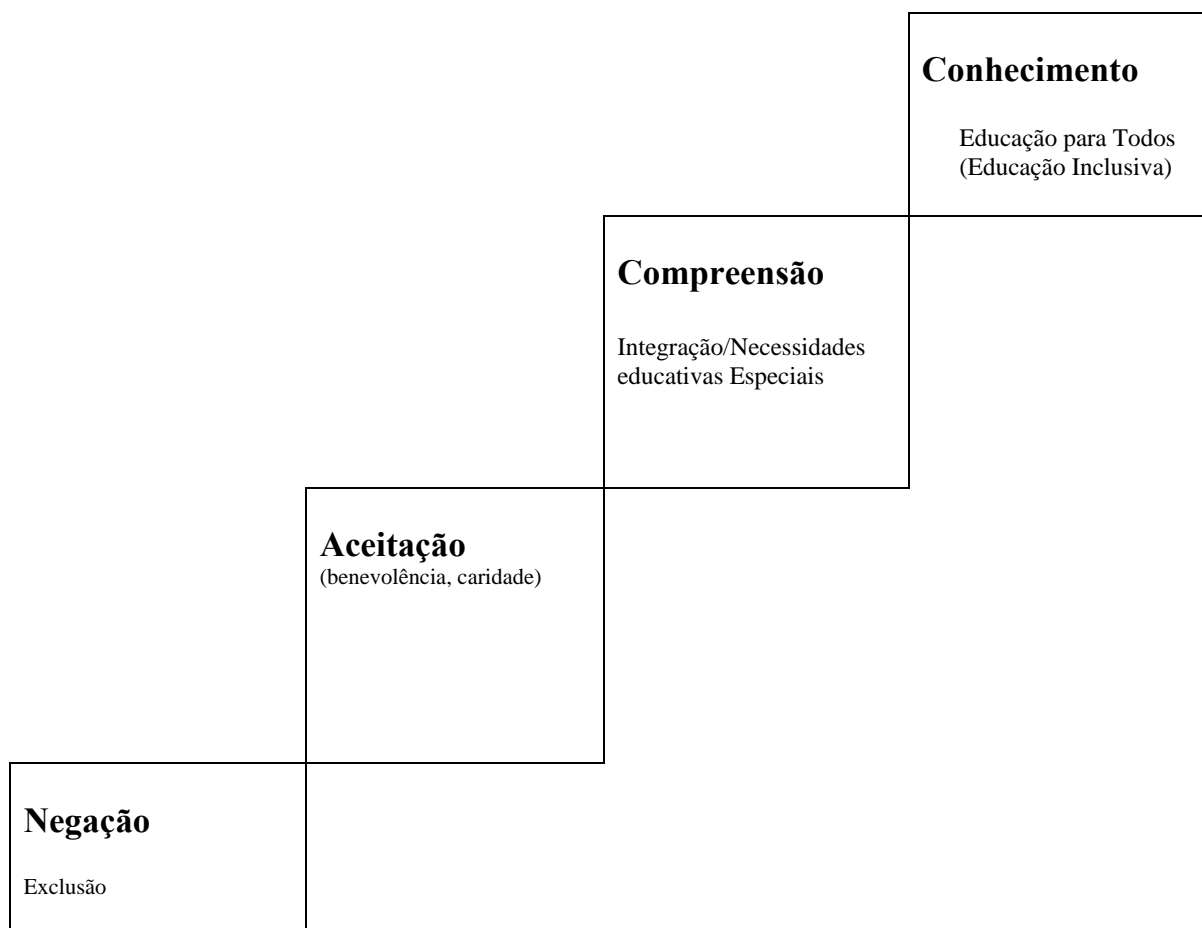 Conhecimento
Educação para Todos
(Educação Inclusiva)
Compreensão
Integração/Necessidades
educativas Especiais
Aceitação
(benevolência, caridade)
Negação
Exclusão